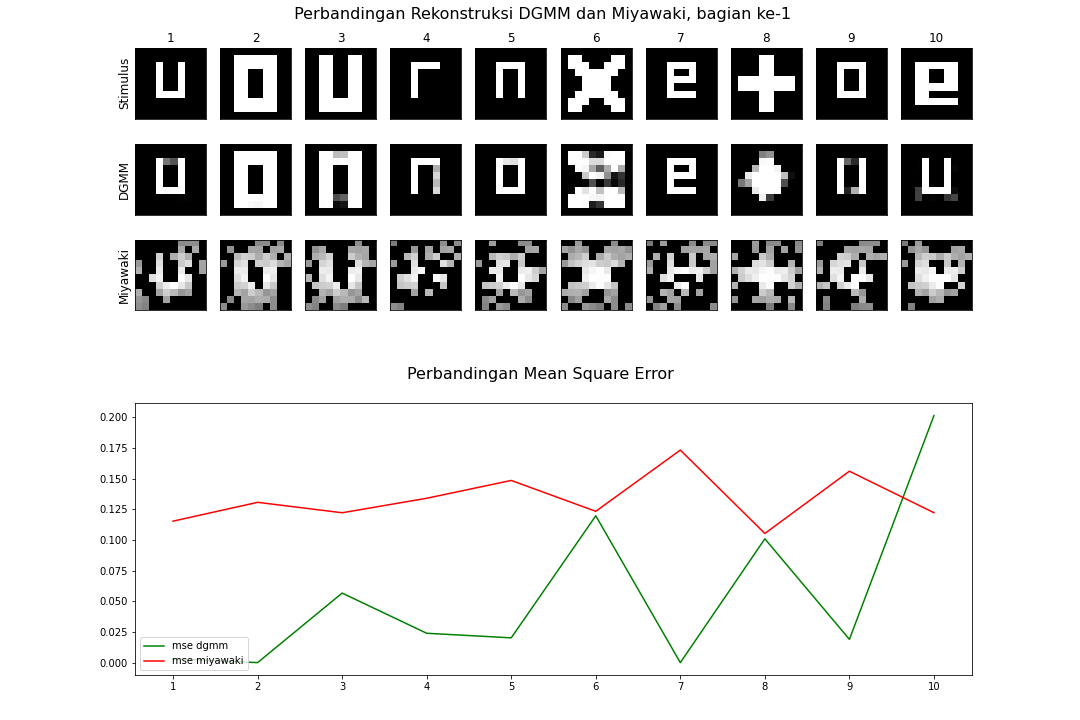 Perbandingan Rekonstruksi DGMM dan Miyawaki, bagian ke-1
1 2 3 4 5 6 7 8 9 10
Stimulus
DGMM
Miyawaki
Perbandingan Mean Square Error
0.200
0.175
0.150
0.125
0.100
0.075
0.050
0.025
0.000
mse dgmm
mse miyawaki
1 2 3 4 5 6 7 8 9 10